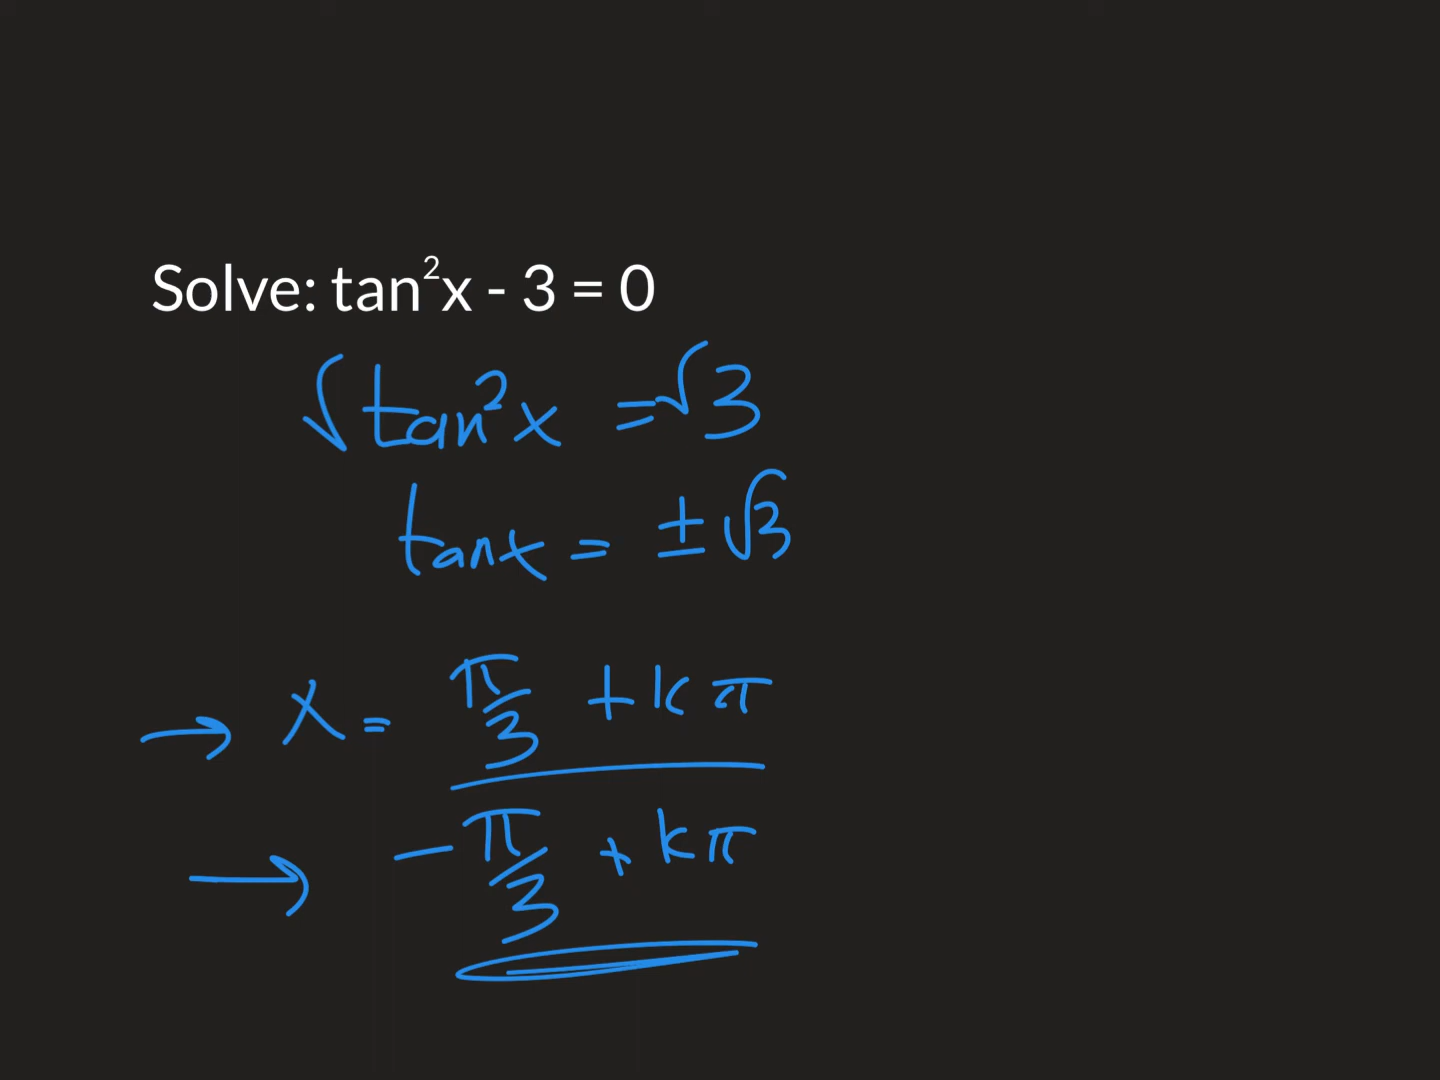 Solve: tan²x - 3 = 0
√tan²x = √3
tanx = ± √3
→ x = π/3 + kπ
→ - π/3 + kπ